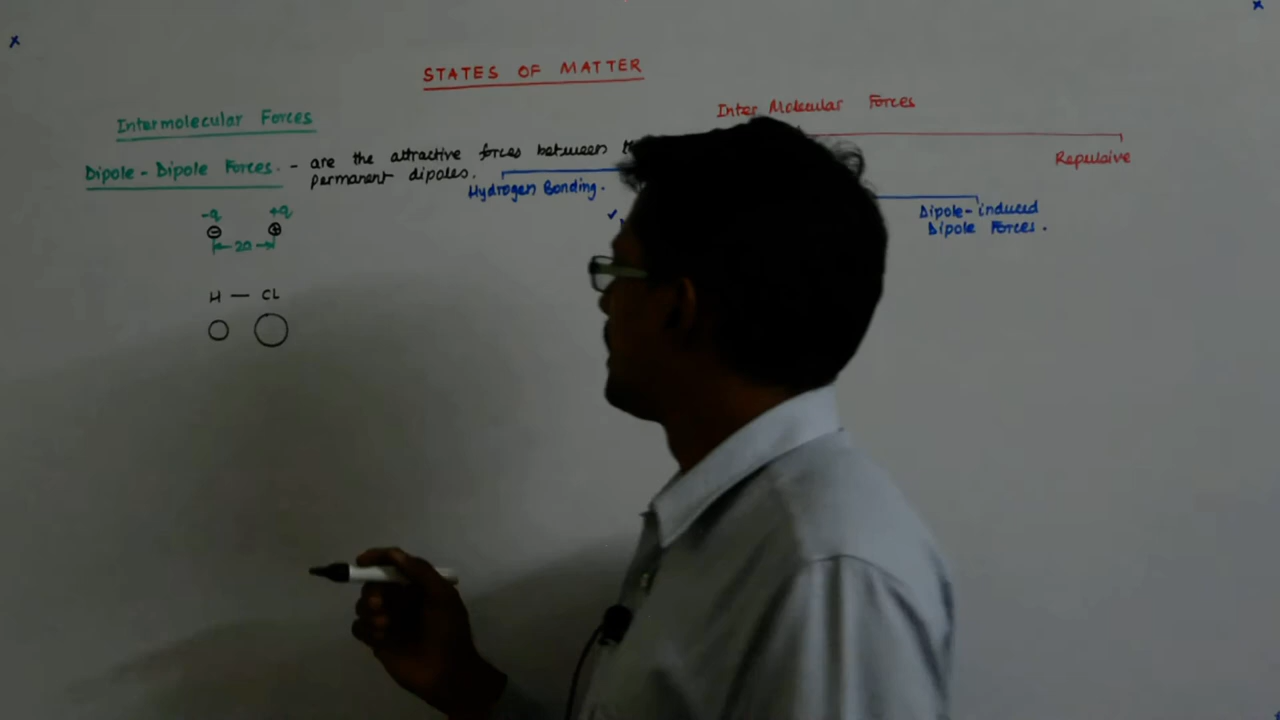 STATES OF MATTER
Intermolecular Forces
Dipole - Dipole Forces. - are the attractive forces between
permanent dipoles.
-q +q
⊖ ⊕
2a
H — CL
Inter Molecular Forces
Repulsive
Hydrogen Bonding.
Dipole-induced
Dipole Forces.